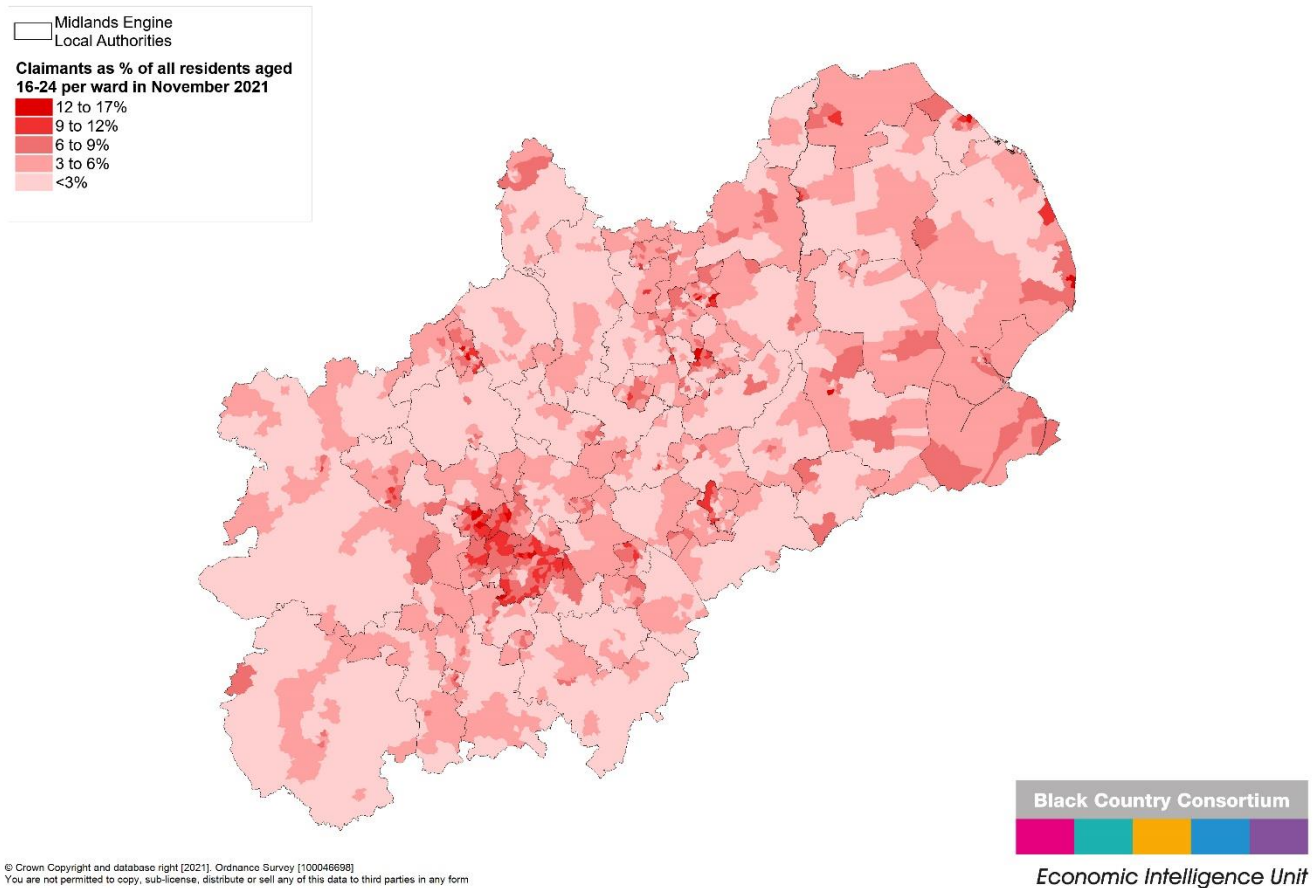 Midlands Engine
Local Authorities
Claimants as % of all residents aged
16-24 per ward in November 2021
12 to 17%
9 to 12%
6 to 9%
3 to 6%
<3%
Black Country Consortium
Economic Intelligence Unit
© Crown Copyright and database right [2021]. Ordnance Survey [100046698]
You are not permitted to copy, sub-license, distribute or sell any of this data to third parties in any form